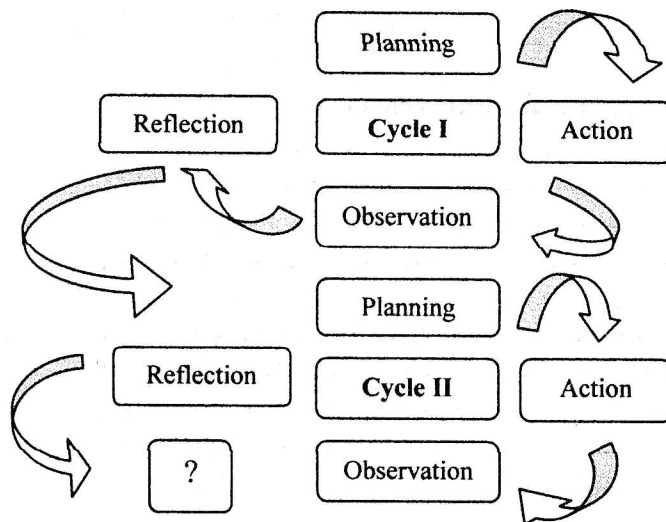 Planning
Reflection
Cycle I
Action
Observation
Planning
Reflection
Cycle II
Action
?
Observation